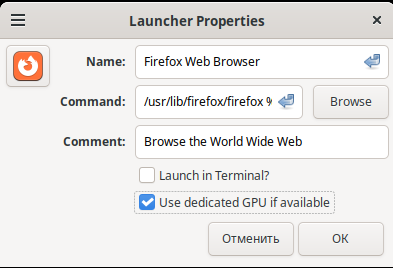 Launcher Properties
Name: Firefox Web Browser
Command: /usr/lib/firefox/firefox % Browse
Comment: Browse the World Wide Web
Launch in Terminal?
Use dedicated GPU if available
Отменить OK